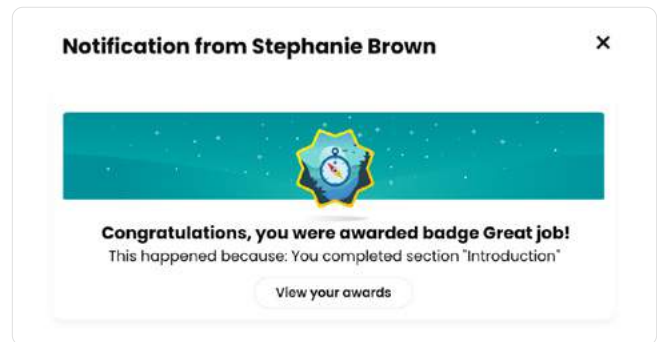 Notification from Stephanie Brown
Congratulations, you were awarded badge Great job!
This happened because: You completed section "Introduction"
View your awards